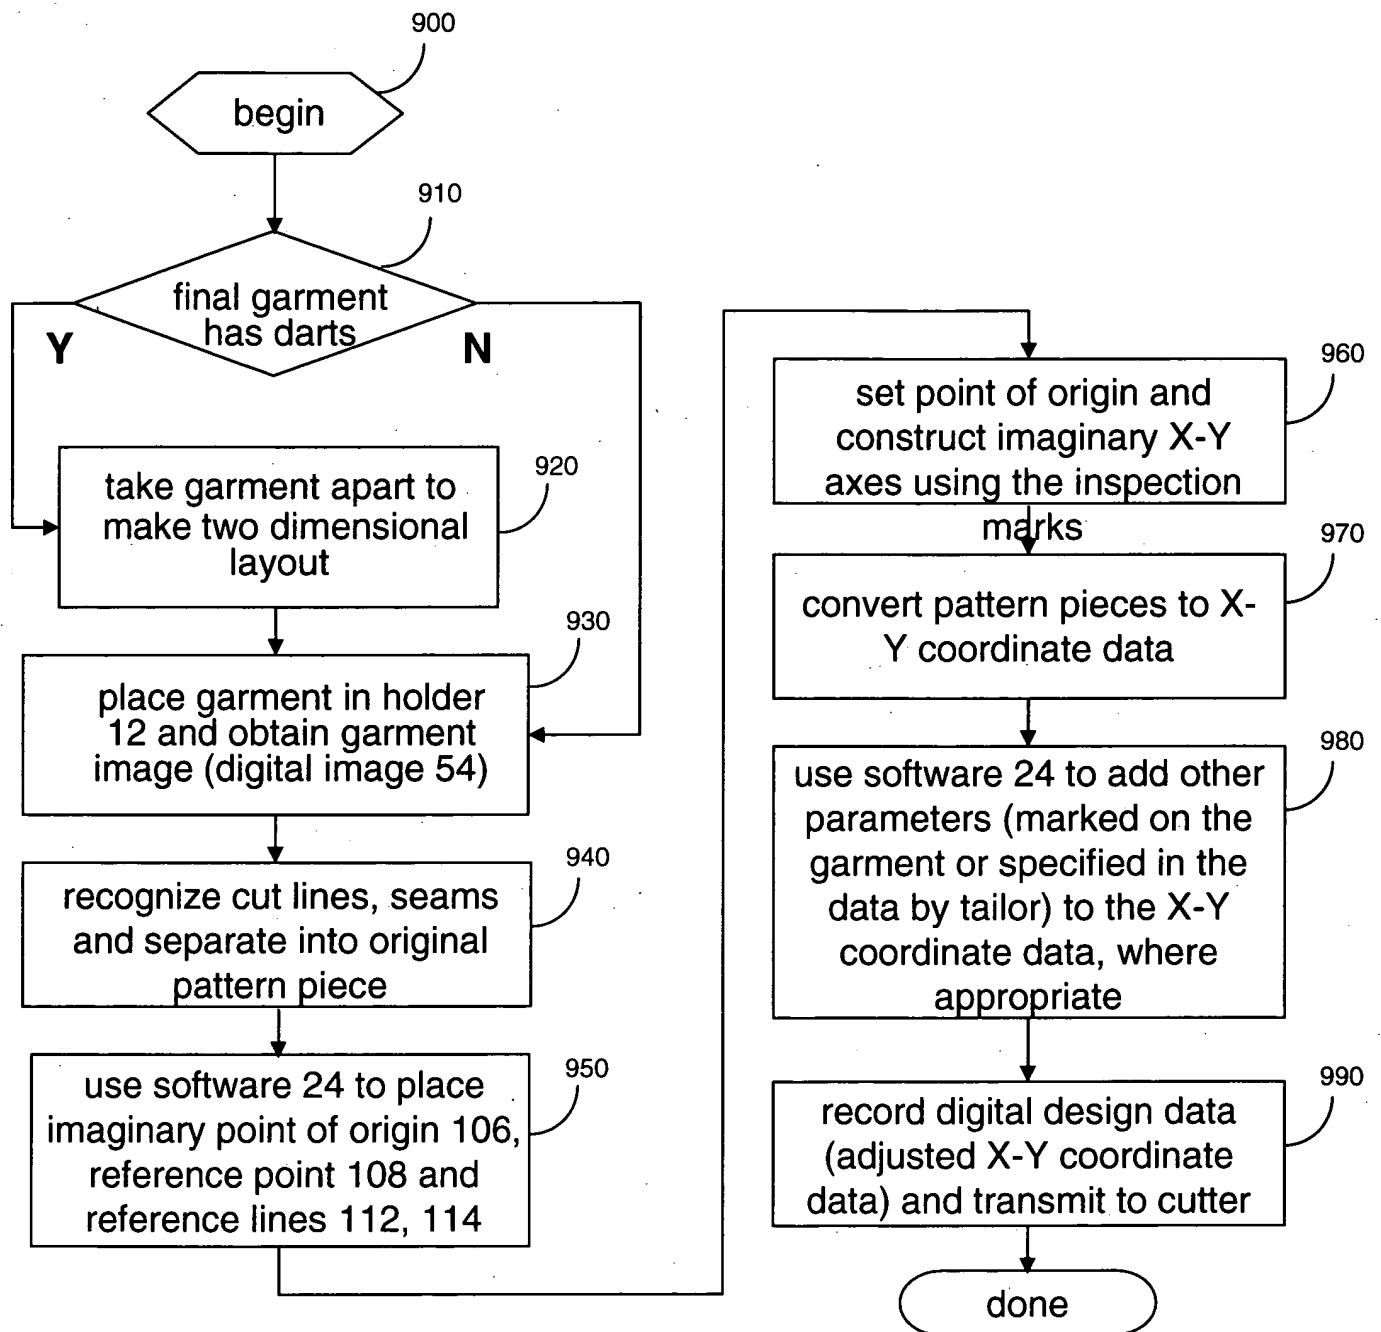 900
begin
910
final garment
has darts
Y
N
920
take garment apart to
make two dimensional
layout
930
place garment in holder
12 and obtain garment
image (digital image 54)
940
recognize cut lines, seams
and separate into original
pattern piece
950
use software 24 to place
imaginary point of origin 106,
reference point 108 and
reference lines 112, 114
960
set point of origin and
construct imaginary X-Y
axes using the inspection
marks
970
convert pattern pieces to X-
Y coordinate data
980
use software 24 to add other
parameters (marked on the
garment or specified in the
data by tailor) to the X-Y
coordinate data, where
appropriate
990
record digital design data
(adjusted X-Y coordinate
data) and transmit to cutter
done